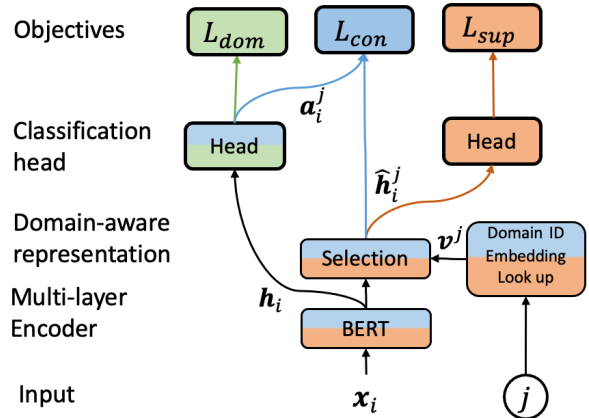 Objectives
L_dom
L_con
L_sup
a_i^j
Classification
head
Head
Head
ĥ_i^j
Domain-aware
representation
Selection
v^j
Domain ID
Embedding
Look up
Multi-layer
Encoder
h_i
BERT
Input
x_i
j